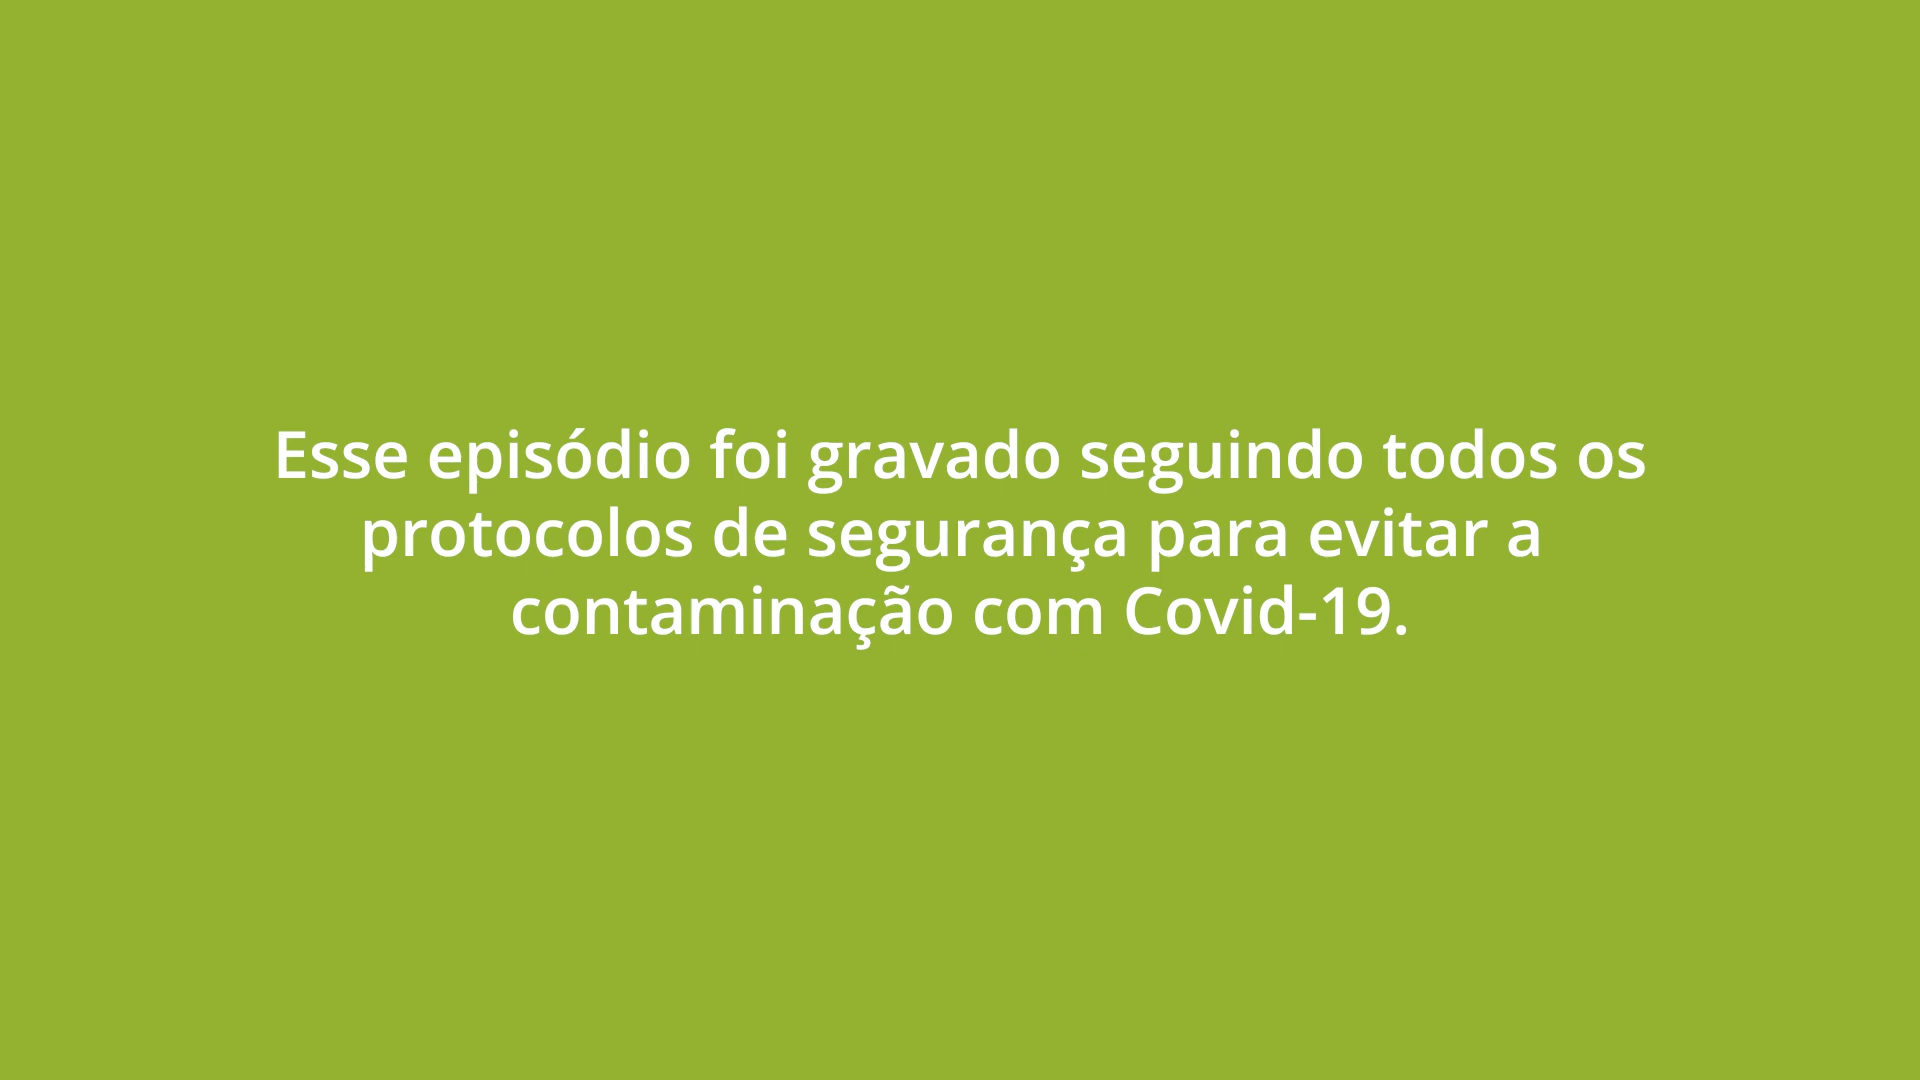 Esse episódio foi gravado seguindo todos os
protocolos de segurança para evitar a
contaminação com Covid-19.